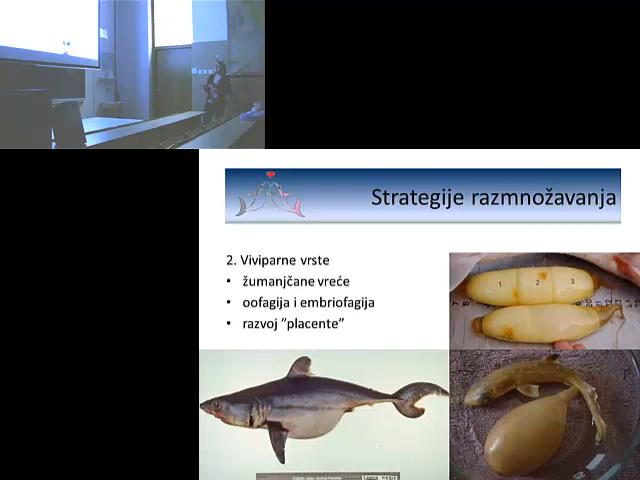 Strategije razmnožavanja
2. Viviparne vrste
• žumanjčane vreće
• oofagija i embriofagija
• razvoj ”placente”
1 2 3